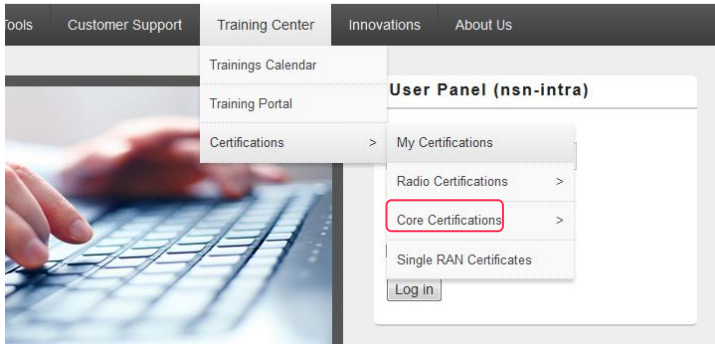 Tools Customer Support Training Center Innovations About Us
Trainings Calendar
User Panel (nsn-intra)
Training Portal
Certifications >
My Certifications
Radio Certifications >
Core Certifications >
Single RAN Certificates
Log in